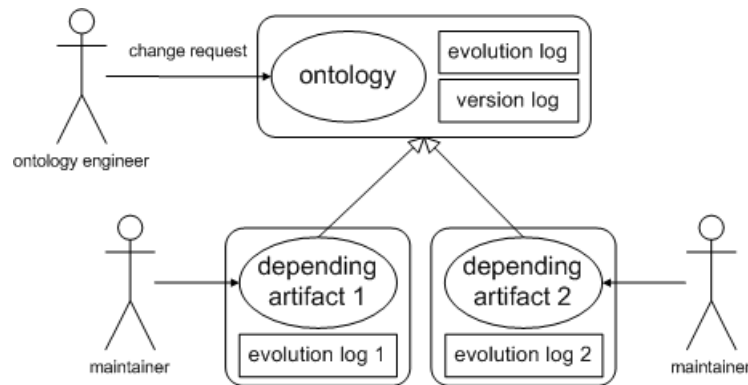 change request
ontology
evolution log
version log
ontology engineer
depending
artifact 1
depending
artifact 2
evolution log 1
evolution log 2
maintainer
maintainer